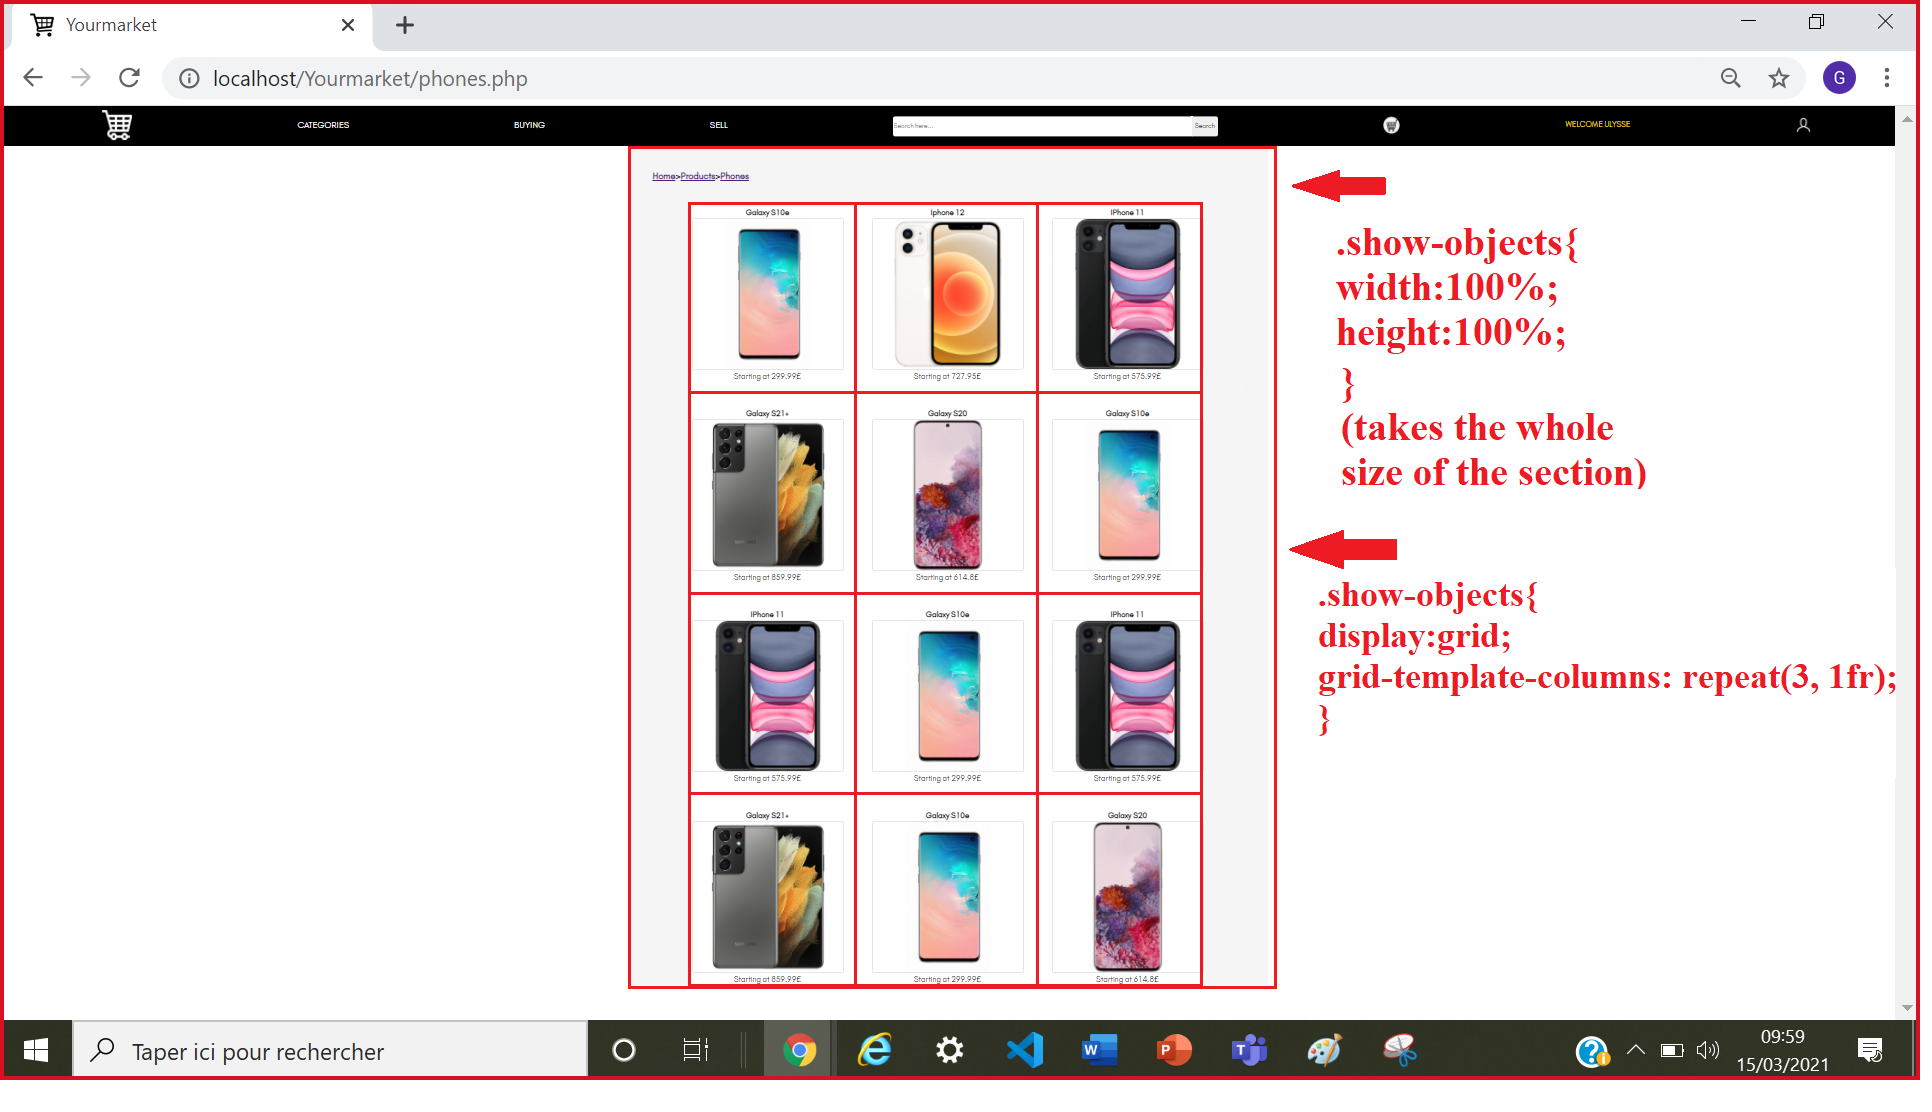 Yourmarket
localhost/Yourmarket/phones.php
G
CATEGORIES
BUYING
SELL
Search here...
Search
WELCOME ULYSSE
Home>Products>Phones
Galaxy S10e
Iphone 12
IPhone 11
Starting at 299.99£
Starting at 727.95£
Starting at 575.99£
Galaxy S21+
Galaxy S20
Galaxy S10e
Starting at 859.99£
Starting at 614.8£
Starting at 299.99£
IPhone 11
Galaxy S10e
IPhone 11
Starting at 575.99£
Starting at 299.99£
Starting at 575.99£
Galaxy S21+
Galaxy S10e
Galaxy S20
Starting at 859.99£
Starting at 299.99£
Starting at 614.8£
.show-objects{
width:100%;
height:100%;
}
(takes the whole
size of the section)
.show-objects{
display:grid;
grid-template-columns: repeat(3, 1fr);
}
Taper ici pour rechercher
09:59
15/03/2021